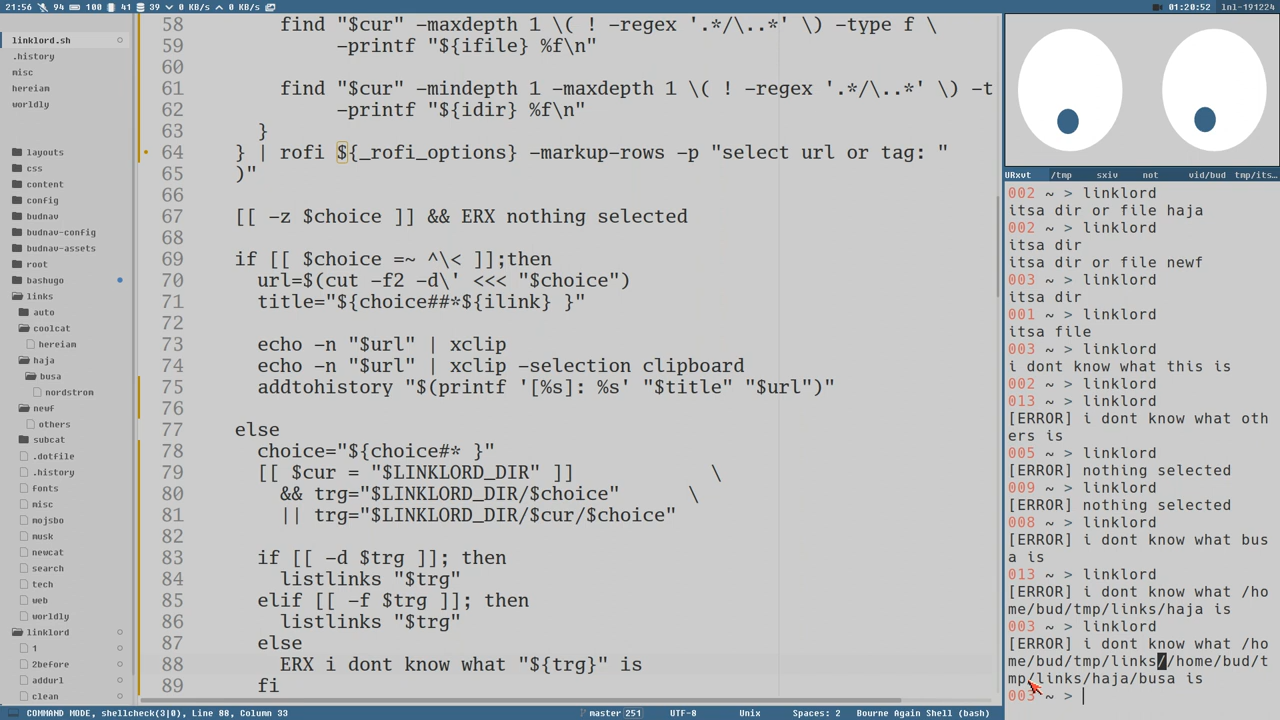 21:56 94 100 41 39 0 KB/s 0 KB/s 01:20:52 lnl-191224
linklord.sh
.history
misc
hereiam
worldly
layouts
css
content
config
budnav
budnav-config
budnav-assets
root
bashugo
links
auto
coolcat
hereiam
haja
busa
nordstrom
newf
others
subcat
.dotfile
.history
fonts
misc
mojsbo
musk
newcat
search
tech
web
worldly
linklord
1
2before
addurl
clean
58 find "$cur" -maxdepth 1 \( ! -regex '.*/\..*' \) -type f \
59 -printf "${ifile} %f\n"
60
61 find "$cur" -mindepth 1 -maxdepth 1 \( ! -regex '.*/\..*' \) -t
62 -printf "${idir} %f\n"
63 }
64 } | rofi ${_rofi_options} -markup-rows -p "select url or tag: "
65 )"
66
67 [[ -z $choice ]] && ERX nothing selected
68
69 if [[ $choice =~ ^\< ]];then
70 url=$(cut -f2 -d\' <<< "$choice")
71 title="${choice##*${ilink} }"
72
73 echo -n "$url" | xclip
74 echo -n "$url" | xclip -selection clipboard
75 addtohistory "$(printf '[%s]: %s' "$title" "$url")"
76
77 else
78 choice="${choice#* }"
79 [[ $cur = "$LINKLORD_DIR" ]] \
80 && trg="$LINKLORD_DIR/$choice" \
81 || trg="$LINKLORD_DIR/$cur/$choice"
82
83 if [[ -d $trg ]]; then
84 listlinks "$trg"
85 elif [[ -f $trg ]]; then
86 listlinks "$trg"
87 else
88 ERX i dont know what "${trg}" is
89 fi
COMMAND MODE, shellcheck(3|0), Line 88, Column 33 master 251 UTF-8 Unix Spaces: 2 Bourne Again Shell (bash)
URxvt /tmp sxiv not vid/bud tmp/its…
002 ~ > linklord
itsa dir or file haja
002 ~ > linklord
itsa dir
itsa dir or file newf
003 ~ > linklord
itsa dir
001 ~ > linklord
itsa file
003 ~ > linklord
i dont know what this is
002 ~ > linklord
013 ~ > linklord
[ERROR] i dont know what oth
ers is
005 ~ > linklord
[ERROR] nothing selected
009 ~ > linklord
[ERROR] nothing selected
008 ~ > linklord
[ERROR] i dont know what bus
a is
013 ~ > linklord
[ERROR] i dont know what /ho
me/bud/tmp/links/haja is
003 ~ > linklord
[ERROR] i dont know what /ho
me/bud/tmp/links//home/bud/t
mp/links/haja/busa is
003 ~ >